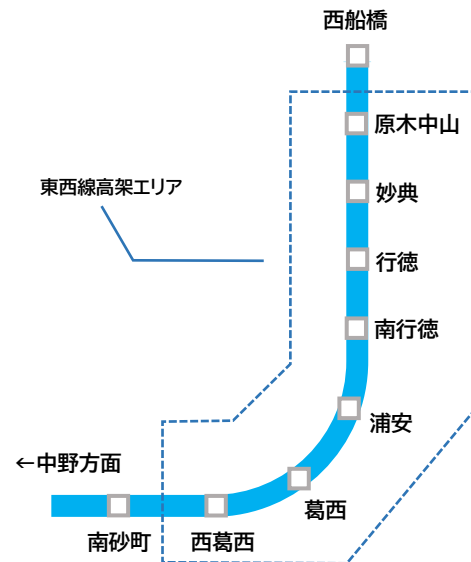 西船橋
原木中山
東西線高架エリア
妙典
行徳
南行徳
浦安
←中野方面
葛西
南砂町
西葛西